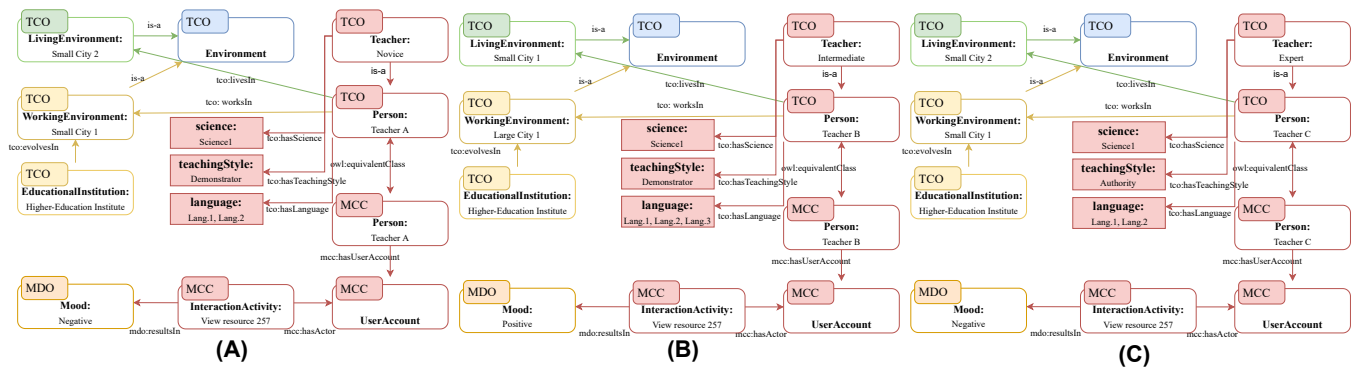 TCO
LivingEnvironment:
Small City 2
is-a
TCO
Environment
TCO
Teacher:
Novice
is-a
tco:livesIn
is-a
TCO
WorkingEnvironment:
Small City 1
tco: worksIn
TCO
Person:
Teacher A
science:
Science1
tco:hasScience
tco:evolvesIn
teachingStyle:
Demonstrator
tco:hasTeachingStyle
owl:equivalentClass
TCO
EducationalInstitution:
Higher-Education Institute
language:
Lang.1, Lang.2
tco:hasLanguage
MCC
Person:
Teacher A
mcc:hasUserAccount
MDO
Mood:
Negative
mdo:resultsIn
MCC
InteractionActivity:
View resource 257
mcc:hasActor
MCC
UserAccount
(A)
TCO
LivingEnvironment:
Small City 1
is-a
TCO
Environment
TCO
Teacher:
Intermediate
is-a
tco:livesIn
is-a
TCO
WorkingEnvironment:
Large City 1
tco: worksIn
TCO
Person:
Teacher B
science:
Science1
tco:hasScience
tco:evolvesIn
teachingStyle:
Demonstrator
tco:hasTeachingStyle
owl:equivalentClass
TCO
EducationalInstitution:
Higher-Education Institute
language:
Lang.1, Lang.2, Lang.3
tco:hasLanguage
MCC
Person:
Teacher B
mcc:hasUserAccount
MDO
Mood:
Positive
mdo:resultsIn
MCC
InteractionActivity:
View resource 257
mcc:hasActor
MCC
UserAccount
(B)
TCO
LivingEnvironment:
Small City 2
is-a
TCO
Environment
TCO
Teacher:
Expert
is-a
tco:livesIn
is-a
TCO
WorkingEnvironment:
Small City 1
tco: worksIn
TCO
Person:
Teacher C
science:
Science1
tco:hasScience
tco:evolvesIn
teachingStyle:
Authority
tco:hasTeachingStyle
owl:equivalentClass
TCO
EducationalInstitution:
Higher-Education Institute
language:
Lang.1, Lang.2
tco:hasLanguage
MCC
Person:
Teacher C
mcc:hasUserAccount
MDO
Mood:
Negative
mdo:resultsIn
MCC
InteractionActivity:
View resource 257
mcc:hasActor
MCC
UserAccount
(C)